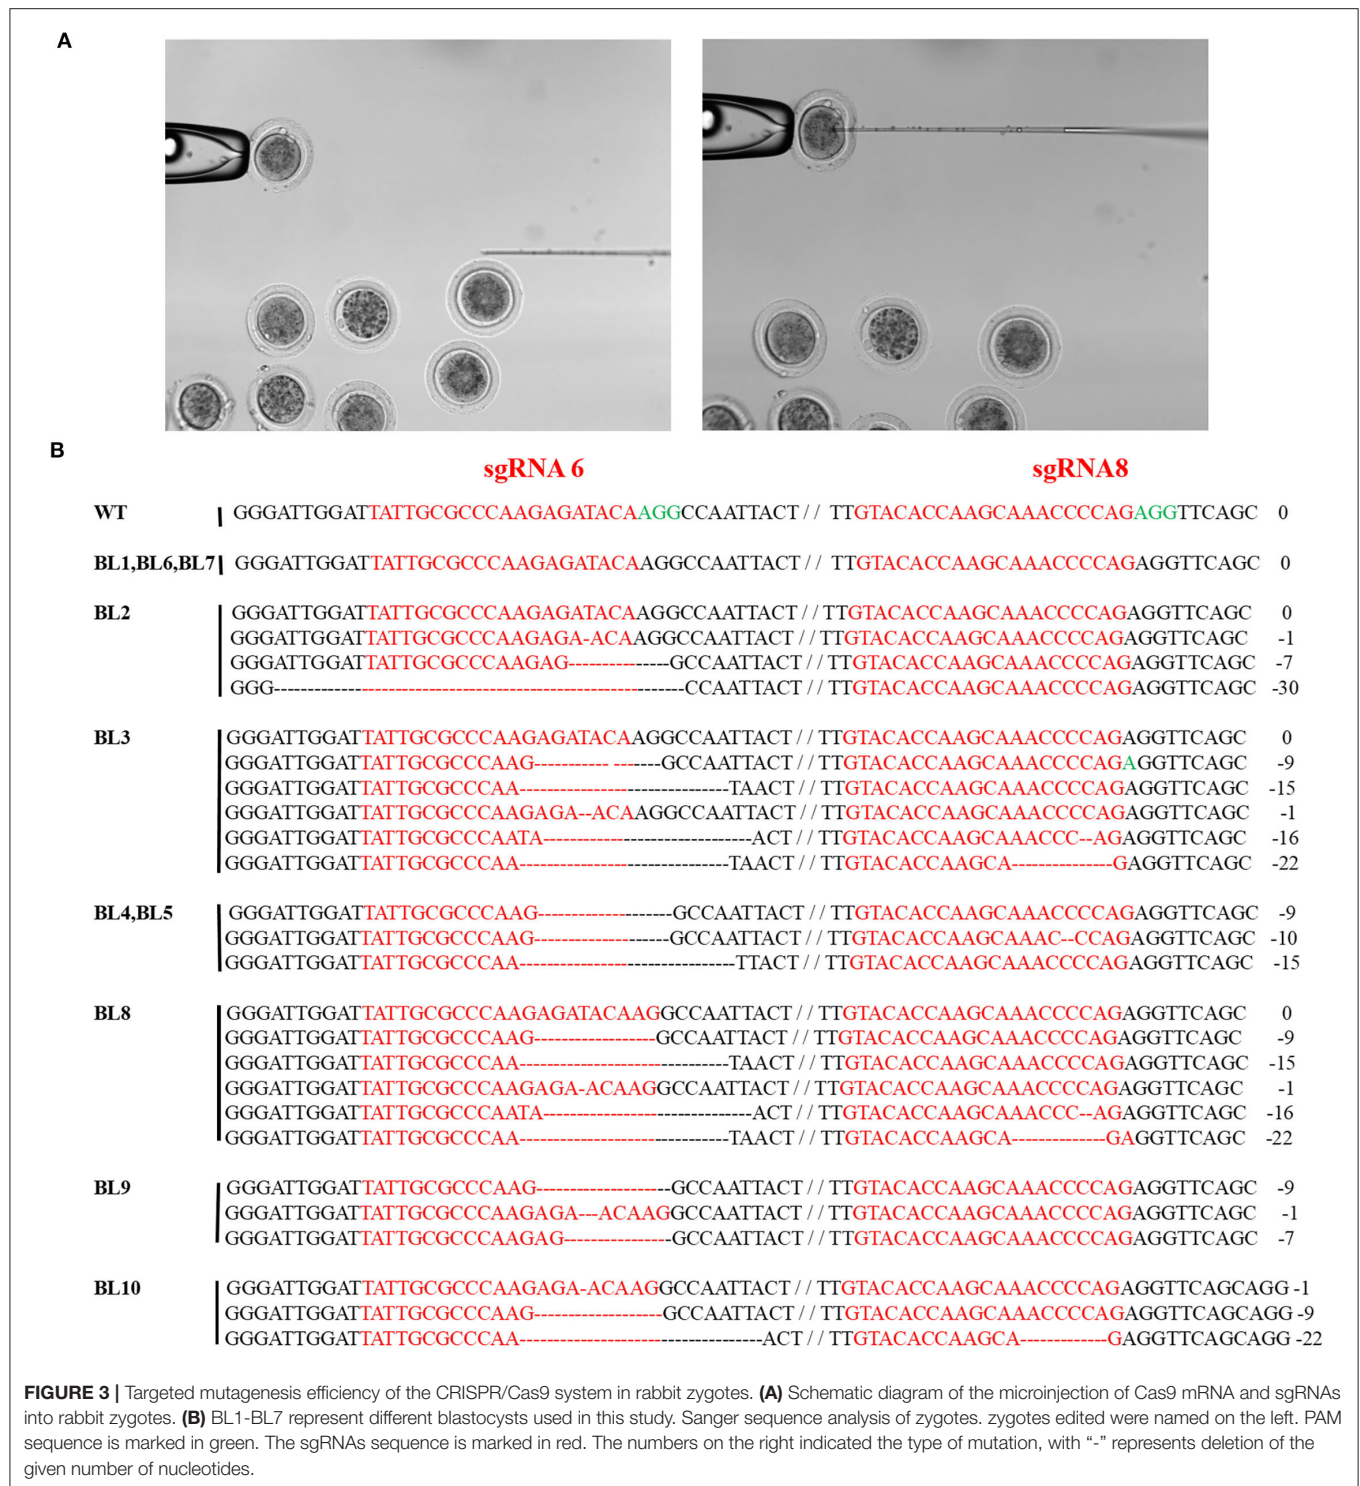 A
B
sgRNA 6 sgRNA8
WT GGGATTGGATTATTGCGCCCAAGAGATACAAGGCCAATTACT// TTGTACACCAAGCAAACCCCAGAGGTTCAGC 0
BL1,BL6,BL7 GGGATTGGATTATTGCGCCCAAGAGATACAAGGCCAATTACT// TTGTACACCAAGCAAACCCCAGAGGTTCAGC 0
BL2 GGGATTGGATTATTGCGCCCAAGAGATACAAGGCCAATTACT// TTGTACACCAAGCAAACCCCAGAGGTTCAGC 0
GGGATTGGATTATTGCGCCCAAGAGA-ACAAGGCCAATTACT// TTGTACACCAAGCAAACCCCAGAGGTTCAGC -1
GGGATTGGATTATTGCGCCCAAGAG---------------GCCAATTACT// TTGTACACCAAGCAAACCCCAGAGGTTCAGC -7
GGG-------------------------------------------------------------CCAATTACT// TTGTACACCAAGCAAACCCCAGAGGTTCAGC -30
BL3 GGGATTGGATTATTGCGCCCAAGAGATACAAGGCCAATTACT// TTGTACACCAAGCAAACCCCAGAGGTTCAGC 0
GGGATTGGATTATTGCGCCCAAG----------- -------GCCAATTACT// TTGTACACCAAGCAAACCCCAGAGGTTCAGC -9
GGGATTGGATTATTGCGCCCAA-------------------------------TAACT// TTGTACACCAAGCAAACCCCAGAGGTTCAGC -15
GGGATTGGATTATTGCGCCCAAGAGA--ACAAGGCCAATTACT// TTGTACACCAAGCAAACCCCAGAGGTTCAGC -1
GGGATTGGATTATTGCGCCCAATA-------------------------------ACT// TTGTACACCAAGCAAACCC--AGAGGTTCAGC -16
GGGATTGGATTATTGCGCCCAA-------------------------------TAACT// TTGTACACCAAGCA---------------GAGGTTCAGC -22
BL4,BL5 GGGATTGGATTATTGCGCCCAAG--------------------GCCAATTACT// TTGTACACCAAGCAAACCCCAGAGGTTCAGC -9
GGGATTGGATTATTGCGCCCAAG--------------------GCCAATTACT// TTGTACACCAAGCAAAC--CCAGAGGTTCAGC -10
GGGATTGGATTATTGCGCCCAA--------------------------------TTACT// TTGTACACCAAGCAAACCCCAGAGGTTCAGC -15
BL8 GGGATTGGATTATTGCGCCCAAGAGATACAAGGCCAATTACT// TTGTACACCAAGCAAACCCCAGAGGTTCAGC 0
GGGATTGGATTATTGCGCCCAAG------------------GCCAATTACT// TTGTACACCAAGCAAACCCCAGAGGTTCAGC -9
GGGATTGGATTATTGCGCCCAA-------------------------------TAACT// TTGTACACCAAGCAAACCCCAGAGGTTCAGC -15
GGGATTGGATTATTGCGCCCAAGAGA-ACAAGGCCAATTACT// TTGTACACCAAGCAAACCCCAGAGGTTCAGC -1
GGGATTGGATTATTGCGCCCAATA-------------------------------ACT// TTGTACACCAAGCAAACCC--AGAGGTTCAGC -16
GGGATTGGATTATTGCGCCCAA-------------------------------TAACT// TTGTACACCAAGCA--------------GAGGTTCAGC -22
BL9 GGGATTGGATTATTGCGCCCAAG--------------------GCCAATTACT// TTGTACACCAAGCAAACCCCAGAGGTTCAGC -9
GGGATTGGATTATTGCGCCCAAGAGA---ACAAGGCCAATTACT// TTGTACACCAAGCAAACCCCAGAGGTTCAGC -1
GGGATTGGATTATTGCGCCCAAGAG----------------GCCAATTACT// TTGTACACCAAGCAAACCCCAGAGGTTCAGC -7
BL10 GGGATTGGATTATTGCGCCCAAGAGA-ACAAGGCCAATTACT// TTGTACACCAAGCAAACCCCAGAGGTTCAGCAGG -1
GGGATTGGATTATTGCGCCCAAG-------------------GCCAATTACT// TTGTACACCAAGCAAACCCCAGAGGTTCAGCAGG -9
GGGATTGGATTATTGCGCCCAA------------------------------------ACT// TTGTACACCAAGCA-------------GAGGTTCAGCAGG -22
FIGURE 3 | Targeted mutagenesis efficiency of the CRISPR/Cas9 system in rabbit zygotes. (A) Schematic diagram of the microinjection of Cas9 mRNA and sgRNAs
into rabbit zygotes. (B) BL1-BL7 represent different blastocysts used in this study. Sanger sequence analysis of zygotes. zygotes edited were named on the left. PAM
sequence is marked in green. The sgRNAs sequence is marked in red. The numbers on the right indicated the type of mutation, with “-” represents deletion of the
given number of nucleotides.